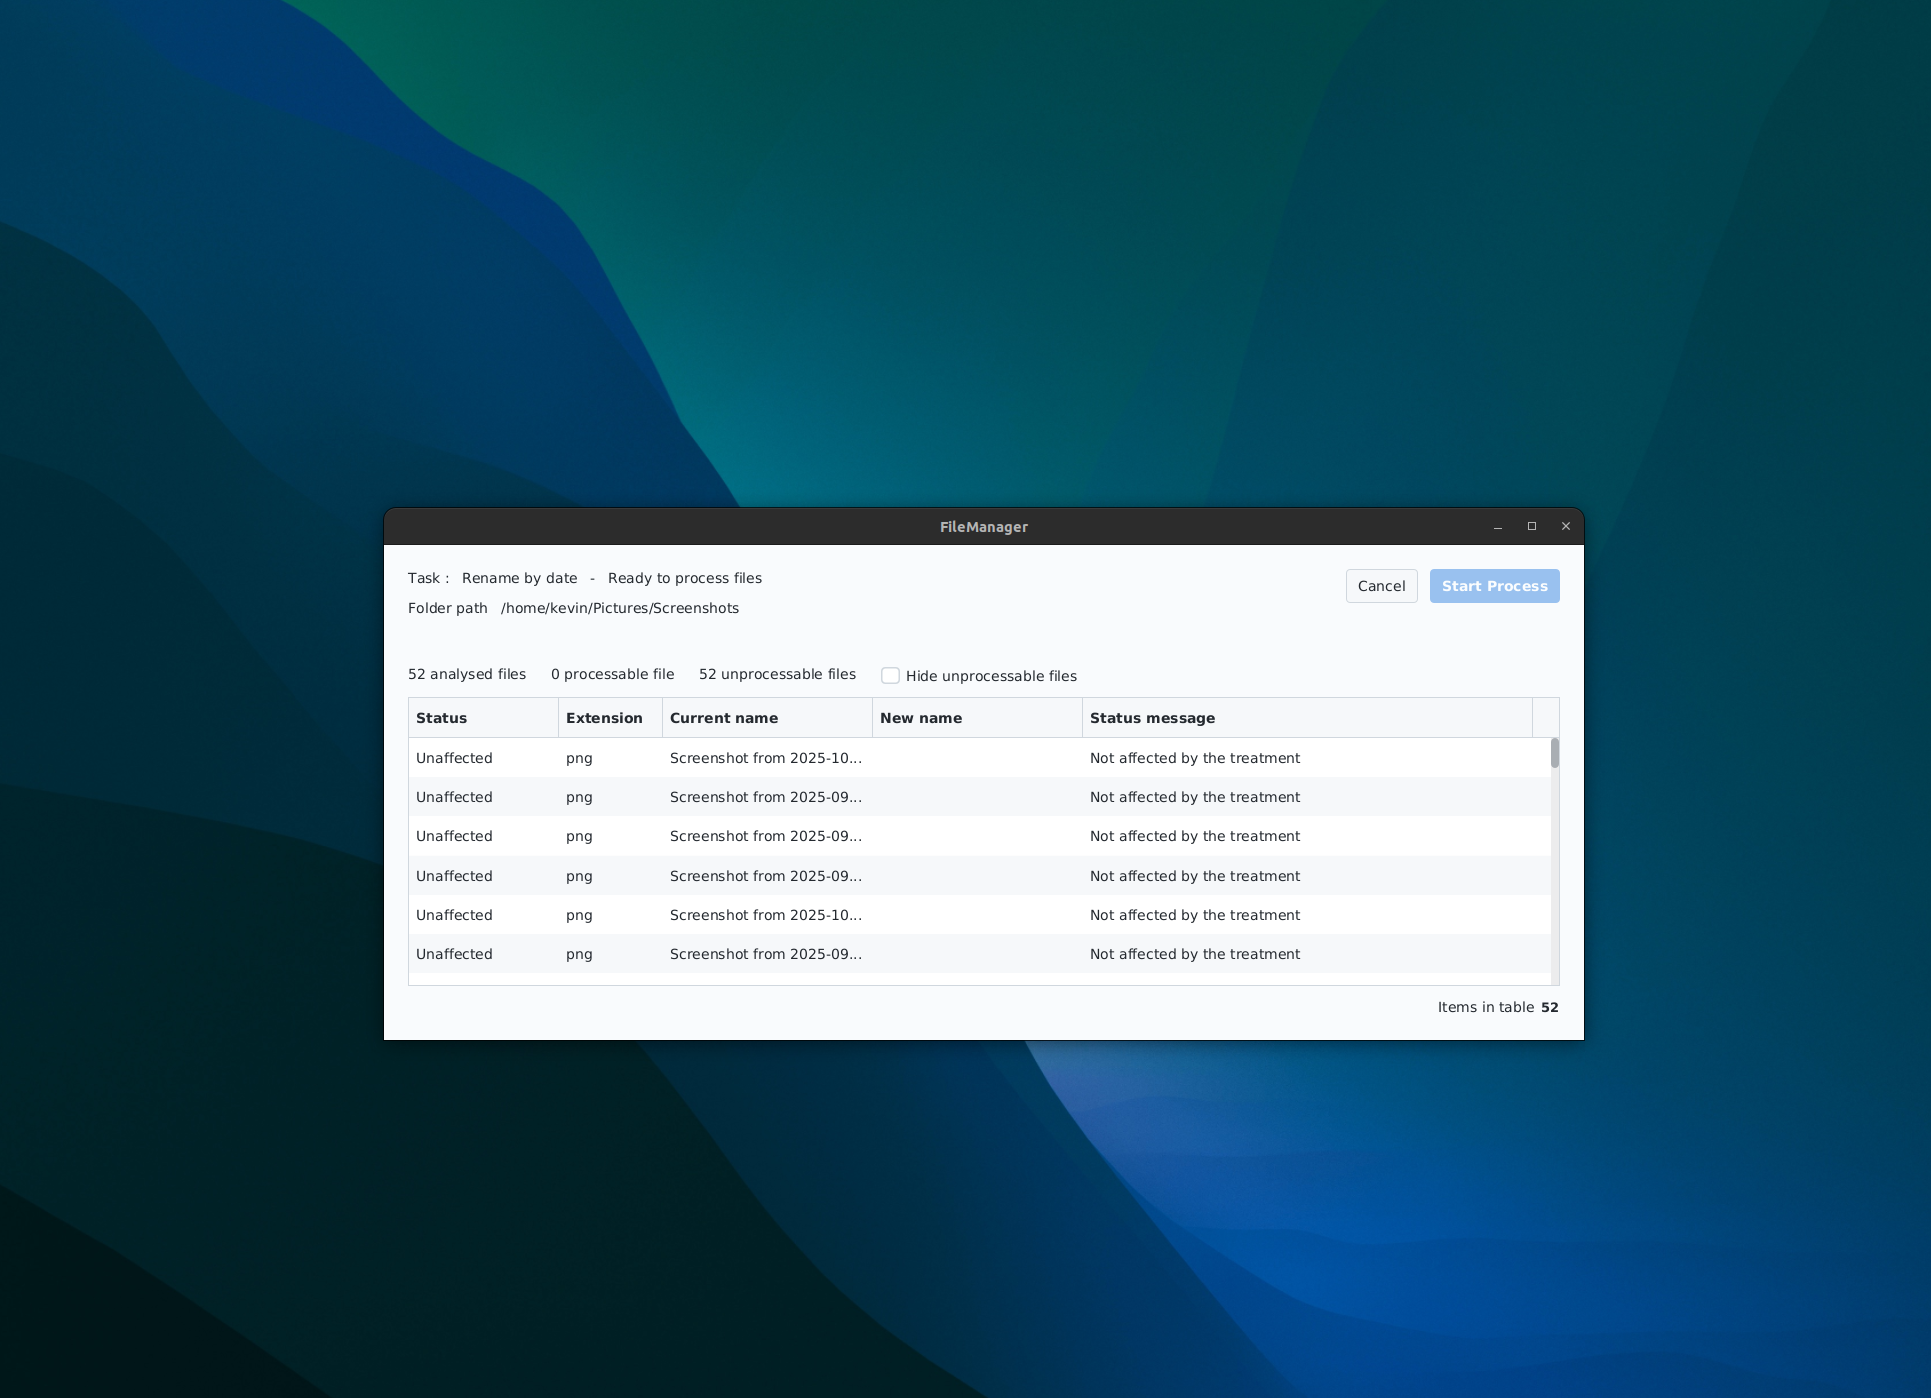 FileManager
Task : Rename by date - Ready to process files
Cancel
Start Process
Folder path /home/kevin/Pictures/Screenshots
52 analysed files 0 processable file 52 unprocessable files Hide unprocessable files
Status Extension Current name New name Status message
Unaffected png Screenshot from 2025-10... Not affected by the treatment
Unaffected png Screenshot from 2025-09... Not affected by the treatment
Unaffected png Screenshot from 2025-09... Not affected by the treatment
Unaffected png Screenshot from 2025-09... Not affected by the treatment
Unaffected png Screenshot from 2025-10... Not affected by the treatment
Unaffected png Screenshot from 2025-09... Not affected by the treatment
Items in table 52